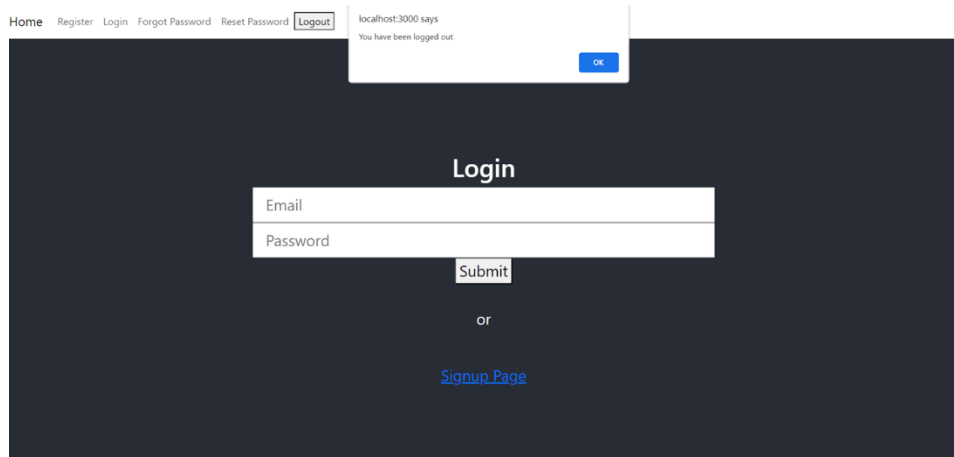 Home Register Login Forgot Password Reset Password Logout
localhost:3000 says
You have been logged out
OK
Login
Email
Password
Submit
or
Signup Page